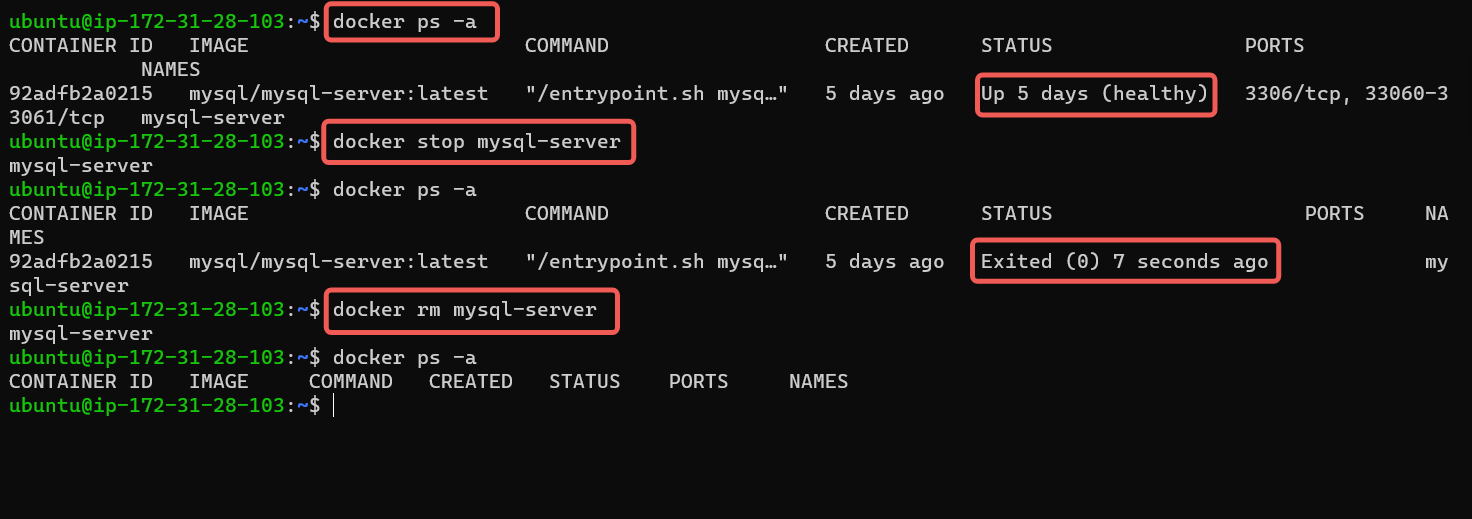 ubuntu@ip-172-31-28-103:~$ docker ps -a
CONTAINER ID   IMAGE                       COMMAND                  CREATED      STATUS                PORTS
           NAMES
92adfb2a0215   mysql/mysql-server:latest   "/entrypoint.sh mysq…"   5 days ago   Up 5 days (healthy)   3306/tcp, 33060-3
3061/tcp   mysql-server
ubuntu@ip-172-31-28-103:~$ docker stop mysql-server
mysql-server
ubuntu@ip-172-31-28-103:~$ docker ps -a
CONTAINER ID   IMAGE                       COMMAND                  CREATED      STATUS                     PORTS     NA
MES
92adfb2a0215   mysql/mysql-server:latest   "/entrypoint.sh mysq…"   5 days ago   Exited (0) 7 seconds ago             my
sql-server
ubuntu@ip-172-31-28-103:~$ docker rm mysql-server
mysql-server
ubuntu@ip-172-31-28-103:~$ docker ps -a
CONTAINER ID   IMAGE     COMMAND   CREATED   STATUS    PORTS     NAMES
ubuntu@ip-172-31-28-103:~$